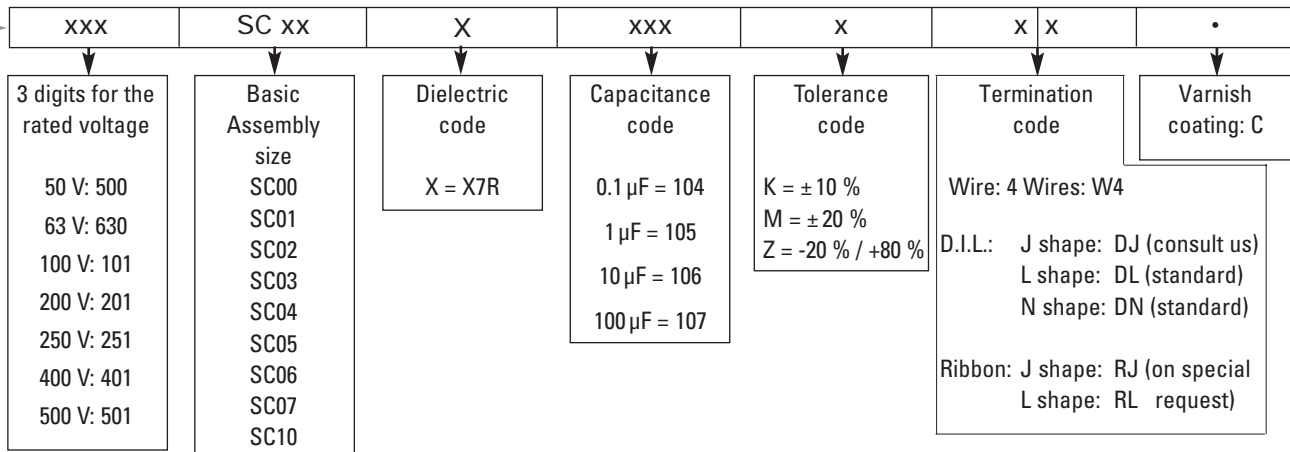 xxx SC xx X xxx x x x •
3 digits for the
rated voltage
50 V: 500
63 V: 630
100 V: 101
200 V: 201
250 V: 251
400 V: 401
500 V: 501
Basic
Assembly
size
SC00
SC01
SC02
SC03
SC04
SC05
SC06
SC07
SC10
Dielectric
code
X = X7R
Capacitance
code
0.1 µF = 104
1 µF = 105
10 µF = 106
100 µF = 107
Tolerance
code
K = ± 10 %
M = ± 20 %
Z = -20 % / +80 %
Termination
code
Wire: 4 Wires: W4
D.I.L.: J shape: DJ (consult us)
L shape: DL (standard)
N shape: DN (standard)
Ribbon: J shape: RJ (on special
L shape: RL request)
Varnish
coating: C